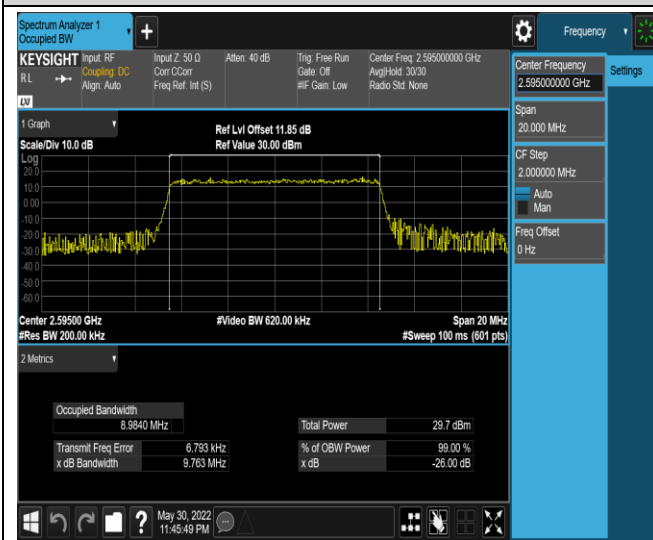 Spectrum Analyzer 1
Occupied BW
+
Frequency
KEYSIGHT
RL
LXI
Input: RF
Coupling: DC
Align: Auto
Input Z: 50 Ω
Corr CCorr
Freq Ref: Int (S)
Atten: 40 dB
Trig: Free Run
Gate: Off
#IF Gain: Low
Center Freq: 2.595000000 GHz
Avg|Hold: 30/30
Radio Std: None
Center Frequency
2.595000000 GHz
Settings
Span
20.000 MHz
CF Step
2.000000 MHz
Auto
Man
Freq Offset
0 Hz
1 Graph
Scale/Div 10.0 dB
Ref Lvl Offset 11.85 dB
Ref Value 30.00 dBm
Log
20.0
10.0
0.00
-10.0
-20.0
-30.0
-40.0
-50.0
-60.0
Center 2.59500 GHz
#Res BW 200.00 kHz
#Video BW 620.00 kHz
Span 20 MHz
#Sweep 100 ms (601 pts)
2 Metrics
Occupied Bandwidth
8.9840 MHz
Total Power 29.7 dBm
Transmit Freq Error 6.793 kHz
% of OBW Power 99.00 %
x dB Bandwidth 9.763 MHz
x dB -26.00 dB
?
May 30, 2022
11:45:49 PM